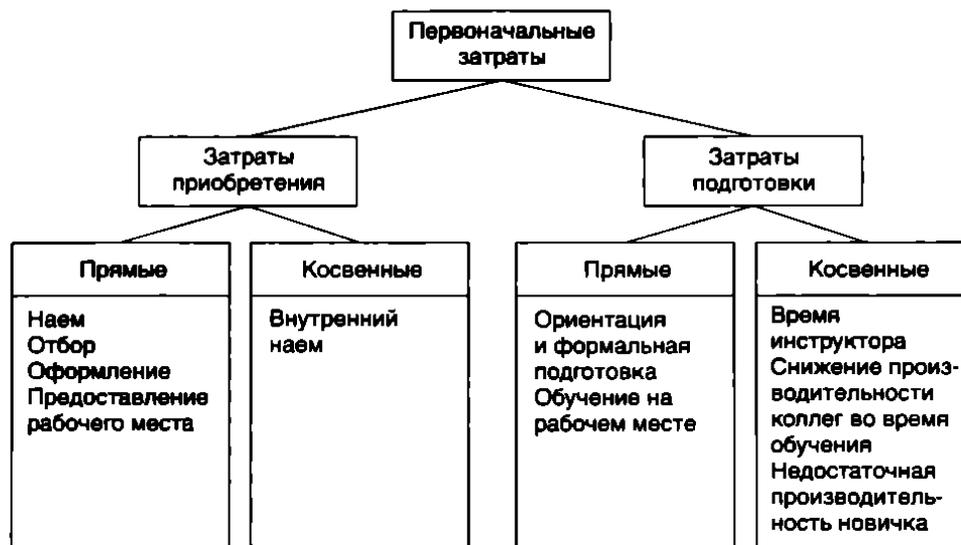 Первоначальные
затраты
Затраты
приобретения
Затраты
подготовки
Прямые
Наем
Отбор
Оформление
Предоставление
рабочего места
Косвенные
Внутренний
наем
Прямые
Ориентация
и формальная
подготовка
Обучение на
рабочем месте
Косвенные
Время
инструктора
Снижение произ-
водительности
коллег во время
обучения
Недостаточная
производитель-
ность новичка